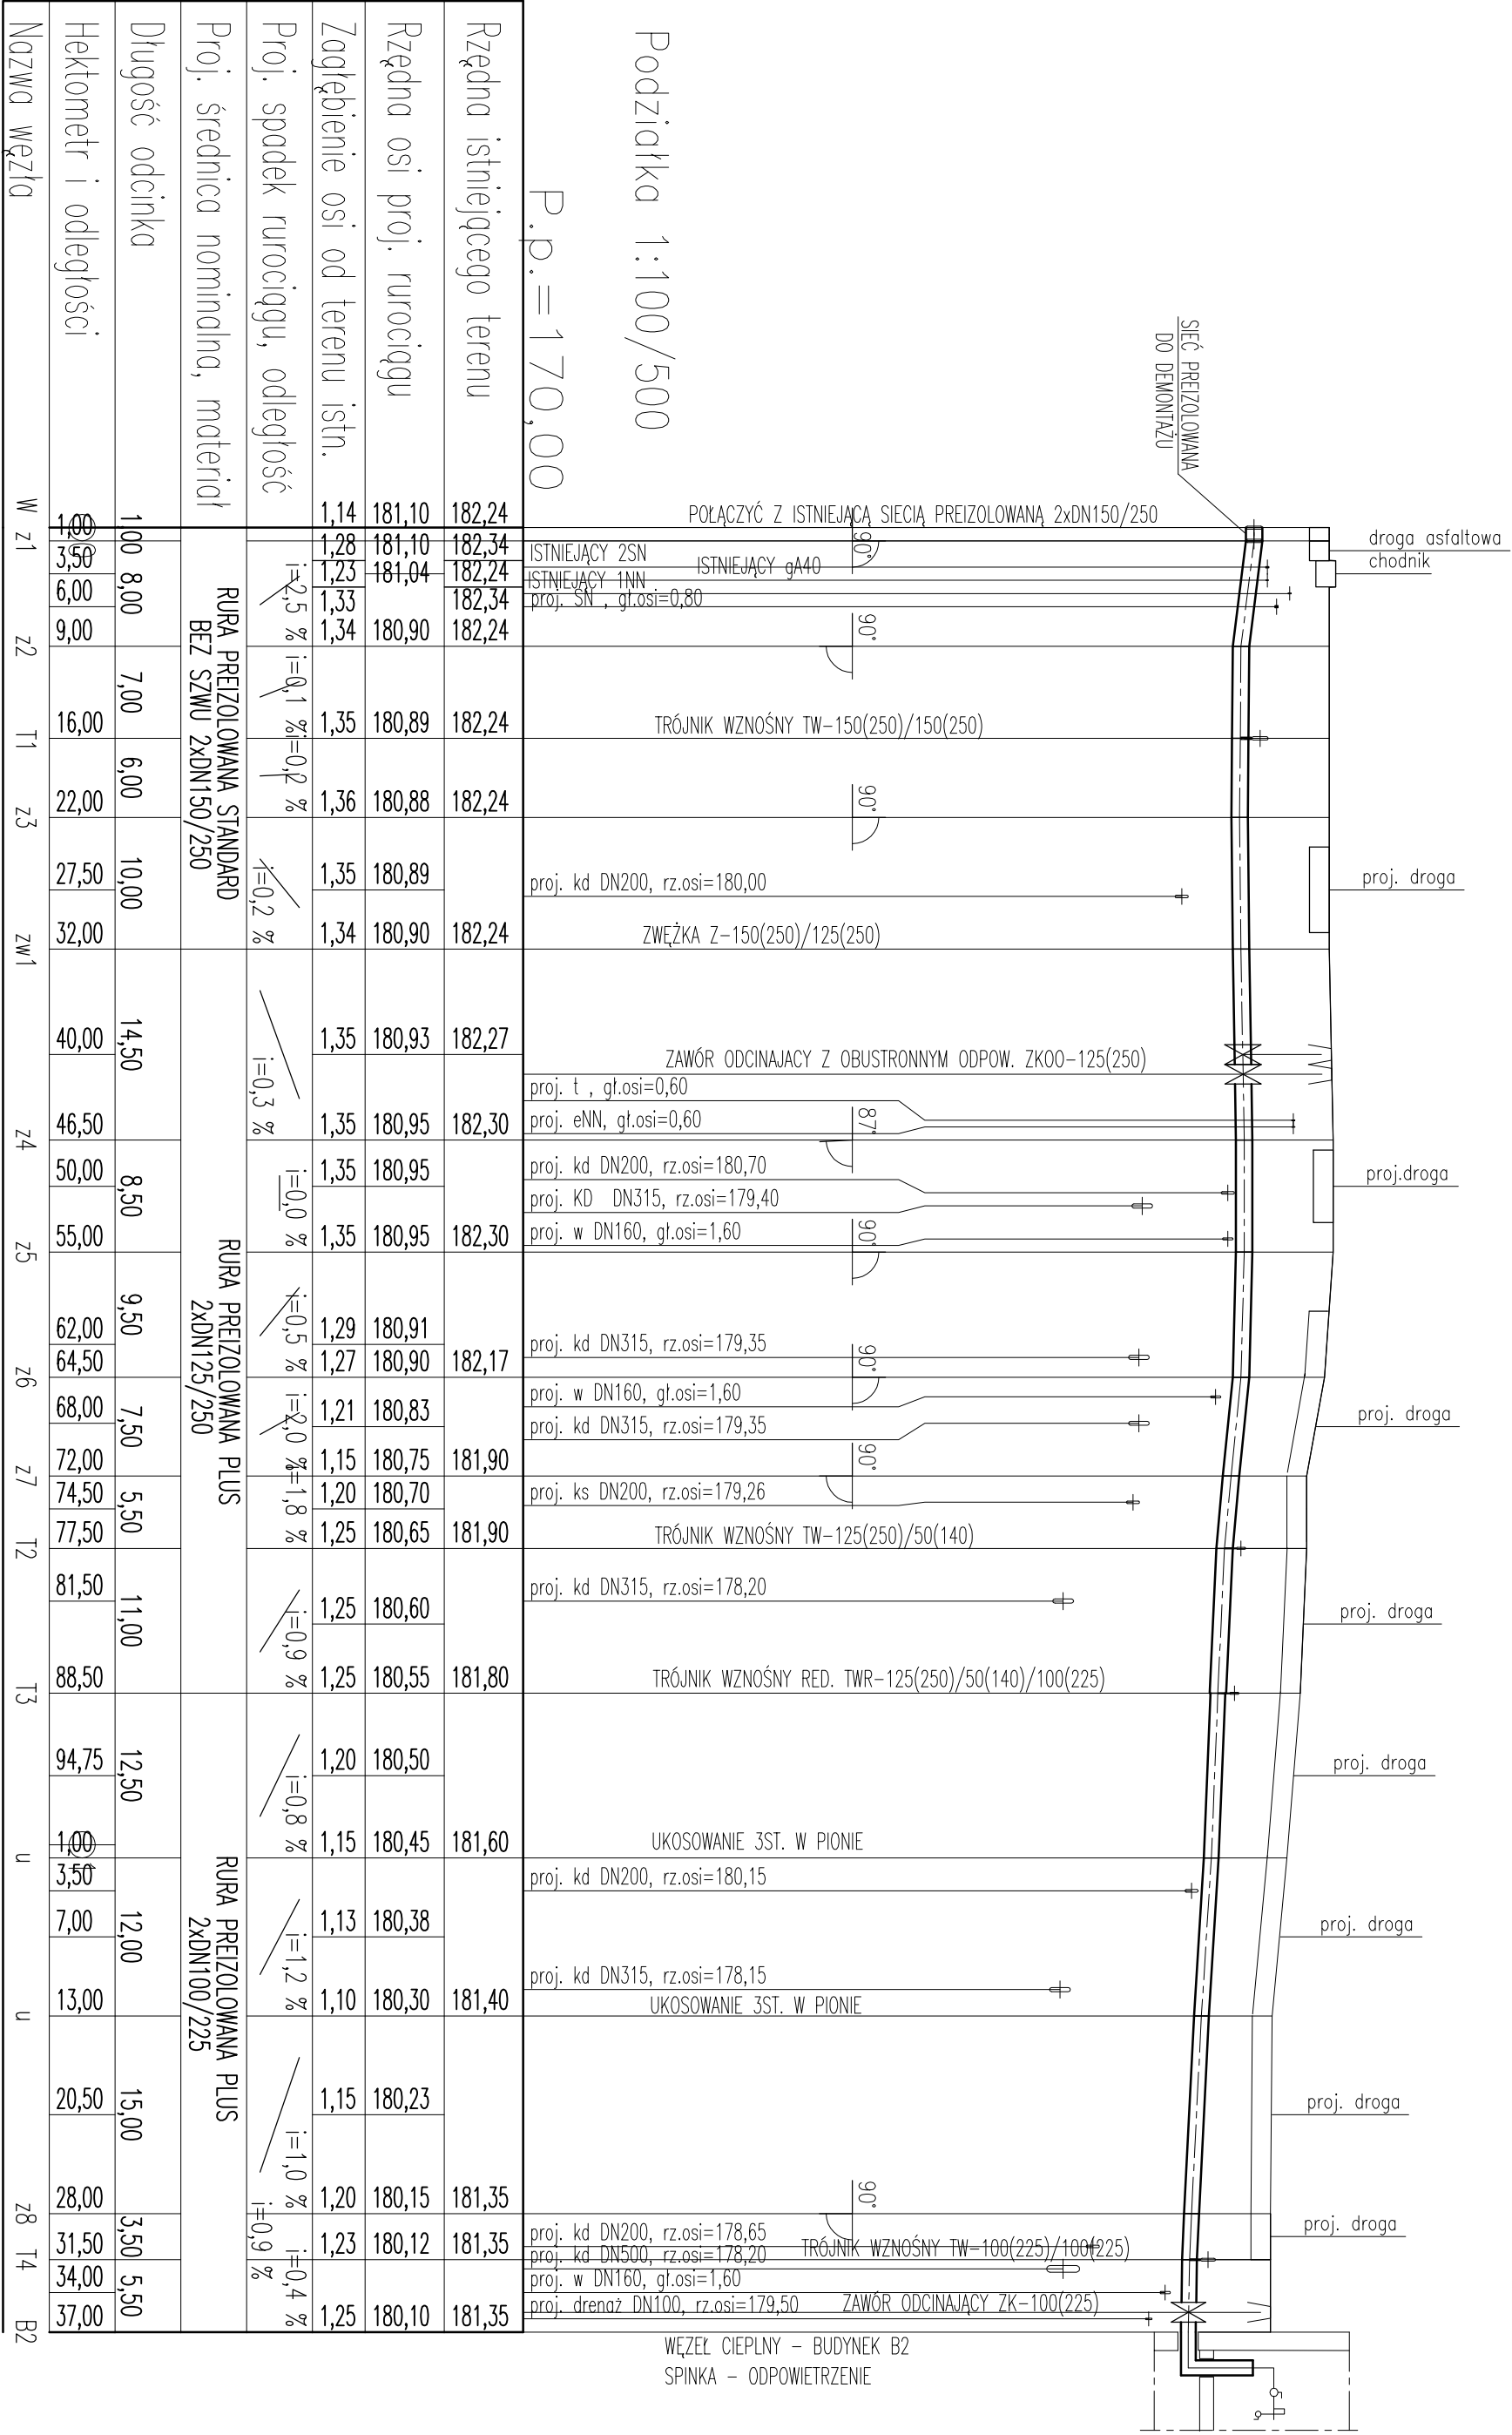 Podziałka 1:100/500
P.p.=170,00
SIEĆ PREIZOLOWANA
DO DEMONTAŻU
droga asfaltowa
chodnik
proj. droga
proj.droga
proj. droga
proj. droga
proj. droga
proj. droga
proj. droga
proj. droga
POŁĄCZYĆ Z ISTNIEJĄCĄ SIECIĄ PREIZOLOWANĄ 2xDN150/250
90°
ISTNIEJĄCY 2SN
ISTNIEJĄCY gA40
ISTNIEJĄCY 1NN
proj. SN , gł.osi=0,80
90°
TRÓJNIK WZNOŚNY TW-150(250)/150(250)
90°
proj. kd DN200, rz.osi=180,00
ZWĘŻKA Z-150(250)/125(250)
ZAWÓR ODCINAJACY Z OBUSTRONNYM ODPOW. ZKOO-125(250)
proj. t , gł.osi=0,60
proj. eNN, gł.osi=0,60
87°
proj. kd DN200, rz.osi=180,70
proj. KD DN315, rz.osi=179,40
proj. w DN160, gł.osi=1,60
90°
proj. kd DN315, rz.osi=179,35
90°
proj. w DN160, gł.osi=1,60
proj. kd DN315, rz.osi=179,35
90°
proj. ks DN200, rz.osi=179,26
TRÓJNIK WZNOŚNY TW-125(250)/50(140)
proj. kd DN315, rz.osi=178,20
TRÓJNIK WZNOŚNY RED. TWR-125(250)/50(140)/100(225)
UKOSOWANIE 3ST. W PIONIE
proj. kd DN200, rz.osi=180,15
proj. kd DN315, rz.osi=178,15
UKOSOWANIE 3ST. W PIONIE
90°
proj. kd DN200, rz.osi=178,65
TRÓJNIK WZNOŚNY TW-100(225)/100(225)
proj. kd DN500, rz.osi=178,20
proj. w DN160, gł.osi=1,60
proj. drenaż DN100, rz.osi=179,50
ZAWÓR ODCINAJĄCY ZK-100(225)
WĘZEŁ CIEPLNY - BUDYNEK B2
SPINKA - ODPOWIETRZENIE
Rzędna istniejącego terenu 182,24 182,34 182,24 182,34 182,24 182,24 182,24 182,24 182,27 182,30 182,30 182,17 181,90 181,90 181,80 181,60 181,40 181,35 181,35 181,35
Rzędna osi proj. rurociągu 181,10 181,10 181,04 180,90 180,89 180,88 180,89 180,90 180,93 180,95 180,95 180,95 180,91 180,90 180,83 180,75 180,70 180,65 180,60 180,55 180,50 180,45 180,38 180,30 180,23 180,15 180,12 180,10
Zagłębienie osi od terenu istn. 1,14 1,28 1,23 1,33 1,34 1,35 1,36 1,35 1,34 1,35 1,35 1,35 1,35 1,29 1,27 1,21 1,15 1,20 1,25 1,25 1,25 1,20 1,15 1,13 1,10 1,15 1,20 1,23 1,25
Proj. spadek rurociągu, odległość i=2,5 % i=0,1 % i=0,2 % i=0,2 % i=0,3 % i=0,0 % i=0,5 % i=2,0 % i=1,8 % i=0,9 % i=0,8 % i=1,2 % i=1,0 % i=0,9 % i=0,4 %
Proj. średnica nominalna, materiał
RURA PREIZOLOWANA STANDARD
BEZ SZWU 2xDN150/250
RURA PREIZOLOWANA PLUS
2xDN125/250
RURA PREIZOLOWANA PLUS
2xDN100/225
Długość odcinka 1,00 8,00 7,00 6,00 10,00 14,50 8,50 9,50 7,50 5,50 11,00 12,50 12,00 15,00 3,50 5,50
Hektometr i odległości 1,00 3,50 6,00 9,00 16,00 22,00 27,50 32,00 40,00 46,50 50,00 55,00 62,00 64,50 68,00 72,00 74,50 77,50 81,50 88,50 94,75 1,00 3,50 7,00 13,00 20,50 28,00 31,50 34,00 37,00
Nazwa węzła W z1 z2 T1 z3 zw1 z4 z5 z6 z7 T2 T3 u u z8 T4 B2